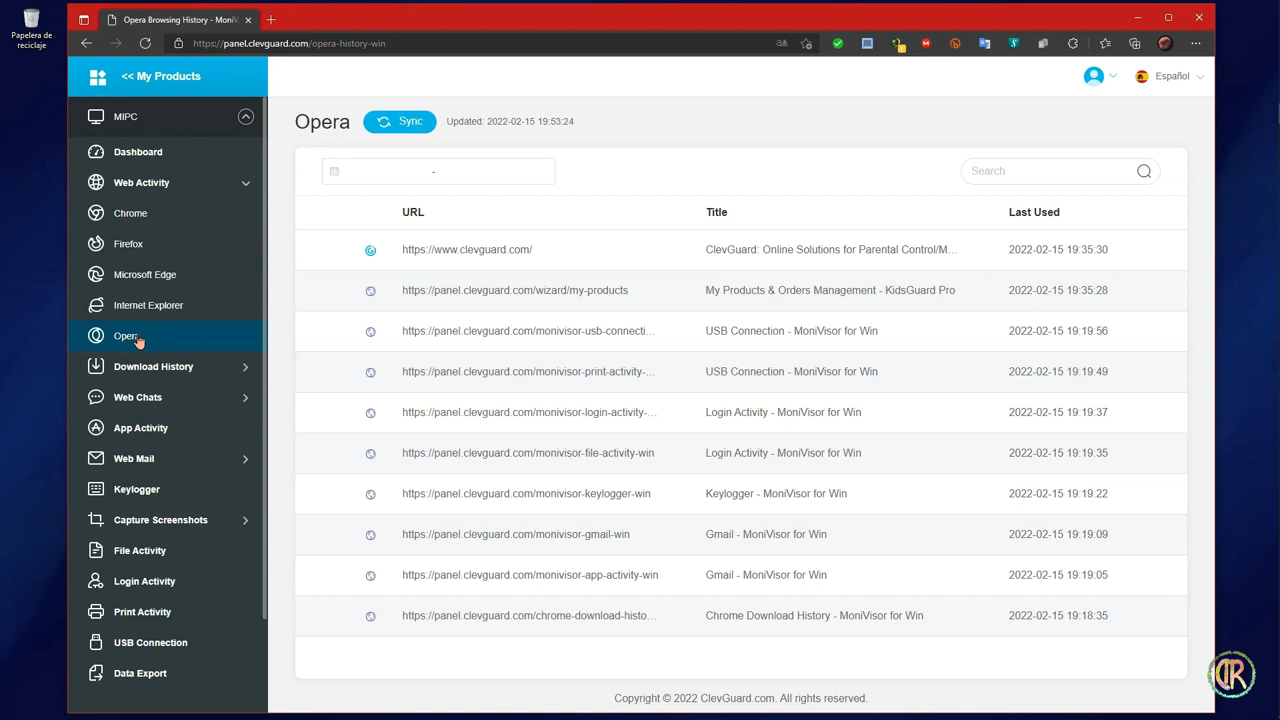 Papelera de
reciclaje
Opera Browsing History - MoniV
https://panel.clevguard.com/opera-history-win
<< My Products
Español
MIPC
Dashboard
Web Activity
Chrome
Firefox
Microsoft Edge
Internet Explorer
Opera
Download History
Web Chats
App Activity
Web Mail
Keylogger
Capture Screenshots
File Activity
Login Activity
Print Activity
USB Connection
Data Export
Opera
Sync
Updated: 2022-02-15 19:53:24
-
Search
URL Title Last Used
https://www.clevguard.com/ ClevGuard: Online Solutions for Parental Control/M... 2022-02-15 19:35:30
https://panel.clevguard.com/wizard/my-products My Products & Orders Management - KidsGuard Pro 2022-02-15 19:35:28
https://panel.clevguard.com/monivisor-usb-connecti... USB Connection - MoniVisor for Win 2022-02-15 19:19:56
https://panel.clevguard.com/monivisor-print-activity-... USB Connection - MoniVisor for Win 2022-02-15 19:19:49
https://panel.clevguard.com/monivisor-login-activity-... Login Activity - MoniVisor for Win 2022-02-15 19:19:37
https://panel.clevguard.com/monivisor-file-activity-win Login Activity - MoniVisor for Win 2022-02-15 19:19:35
https://panel.clevguard.com/monivisor-keylogger-win Keylogger - MoniVisor for Win 2022-02-15 19:19:22
https://panel.clevguard.com/monivisor-gmail-win Gmail - MoniVisor for Win 2022-02-15 19:19:09
https://panel.clevguard.com/monivisor-app-activity-win Gmail - MoniVisor for Win 2022-02-15 19:19:05
https://panel.clevguard.com/chrome-download-histo... Chrome Download History - MoniVisor for Win 2022-02-15 19:18:35
Copyright © 2022 ClevGuard.com. All rights reserved.